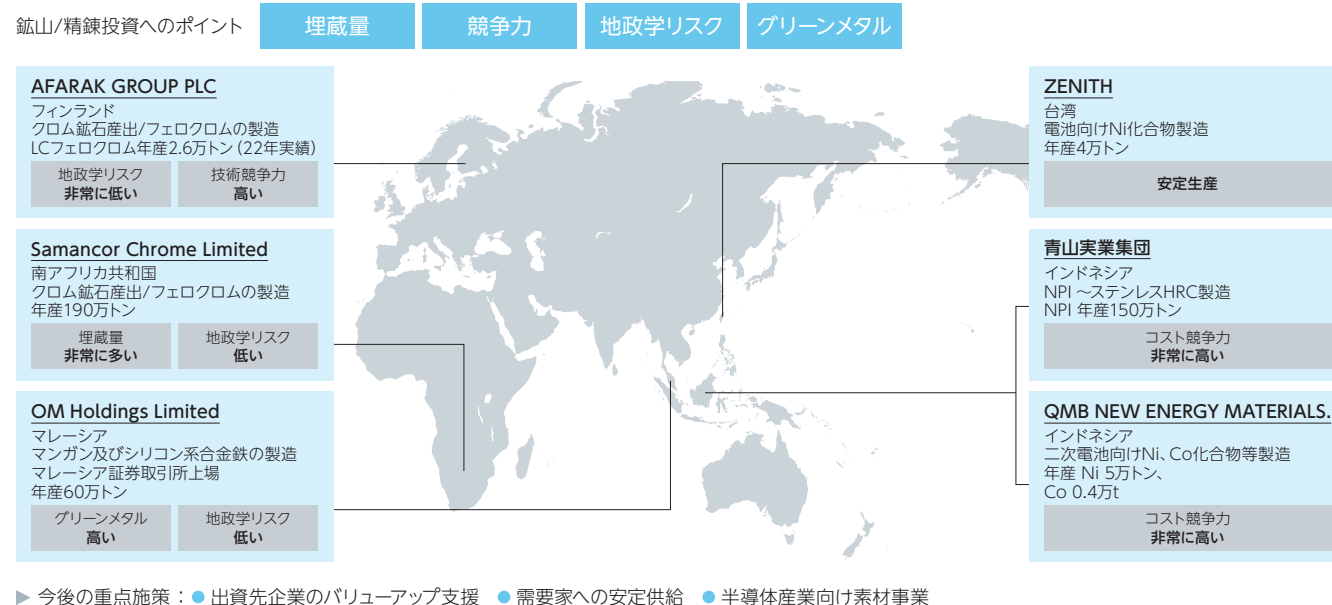 鉱山/精錬投資へのポイント
埋蔵量
競争力
地政学リスク
グリーンメタル
AFARAK GROUP PLC
フィンランド
クロム鉱石産出/フェロクロムの製造
LCフェロクロム年産2.6万トン(22年実績)
地政学リスク
非常に低い
技術競争力
高い
Samancor Chrome Limited
南アフリカ共和国
クロム鉱石産出/フェロクロムの製造
年産190万トン
埋蔵量
非常に多い
地政学リスク
低い
OM Holdings Limited
マレーシア
マンガン及びシリコン系合金鉄の製造
マレーシア証券取引所上場
年産60万トン
グリーンメタル
高い
地政学リスク
低い
ZENITH
台湾
電池向けNi化合物製造
年産4万トン
安定生産
青山実業集団
インドネシア
NPI ～ステンレスHRC製造
NPI 年産150万トン
コスト競争力
非常に高い
QMB NEW ENERGY MATERIALS.
インドネシア
二次電池向けNi、Co化合物等製造
年産 Ni 5万トン、
Co 0.4万t
コスト競争力
非常に高い
▶ 今後の重点施策：● 出資先企業のバリューアップ支援 ● 需要家への安定供給 ● 半導体産業向け素材事業